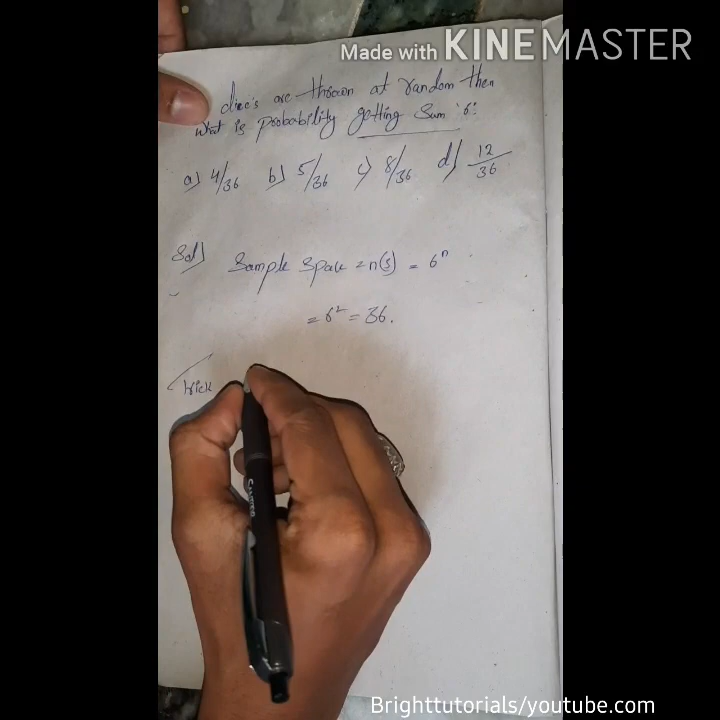 Made with KINEMASTER
dice's are thrown at random then
what is probability getting sum '6'?
a) 4/36 b) 5/36 c) 8/36 d) 12/36
Sol)
Sample Space = n(s) = 6ⁿ
= 6² = 36.
trick
Brighttutorials/youtube.com